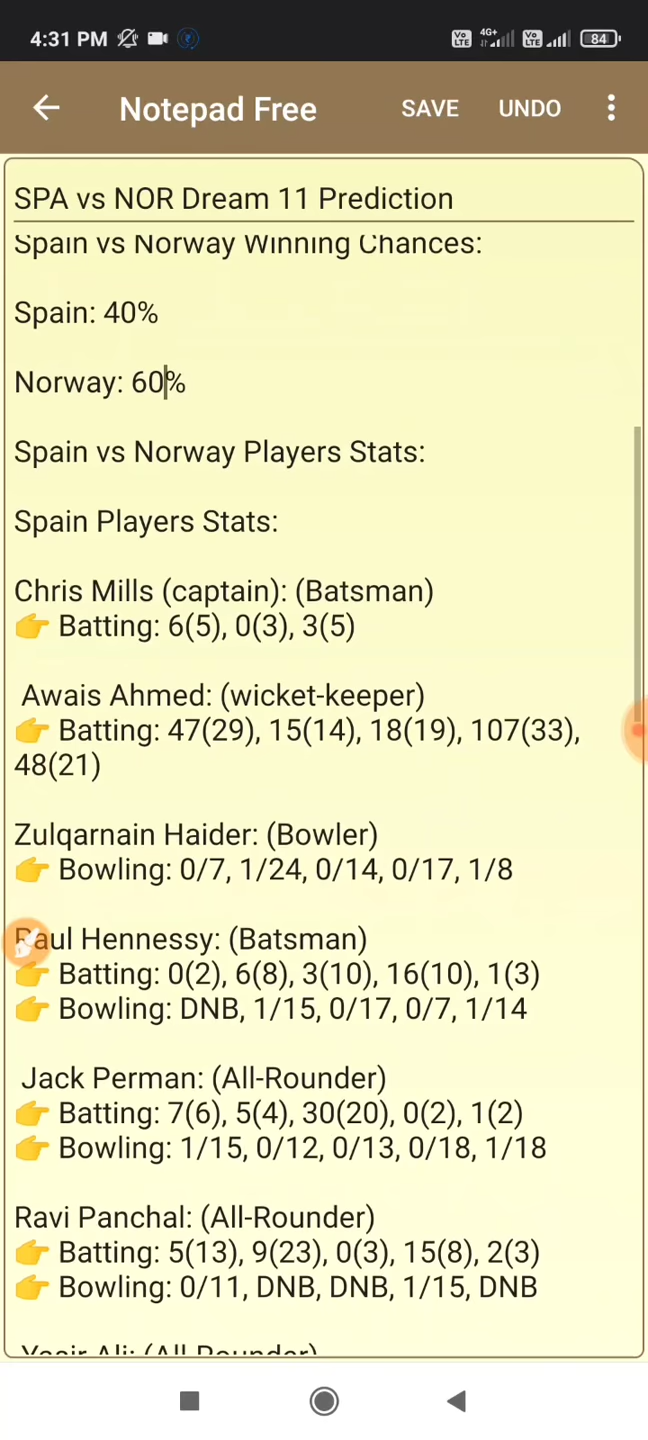 4:31 PM 4G+ 84
Notepad Free SAVE UNDO
SPA vs NOR Dream 11 Prediction
Spain vs Norway Winning Chances:
Spain: 40%
Norway: 60%
Spain vs Norway Players Stats:
Spain Players Stats:
Chris Mills (captain): (Batsman)
👉 Batting: 6(5), 0(3), 3(5)
Awais Ahmed: (wicket-keeper)
👉 Batting: 47(29), 15(14), 18(19), 107(33),
48(21)
Zulqarnain Haider: (Bowler)
👉 Bowling: 0/7, 1/24, 0/14, 0/17, 1/8
Paul Hennessy: (Batsman)
👉 Batting: 0(2), 6(8), 3(10), 16(10), 1(3)
👉 Bowling: DNB, 1/15, 0/17, 0/7, 1/14
Jack Perman: (All-Rounder)
👉 Batting: 7(6), 5(4), 30(20), 0(2), 1(2)
👉 Bowling: 1/15, 0/12, 0/13, 0/18, 1/18
Ravi Panchal: (All-Rounder)
👉 Batting: 5(13), 9(23), 0(3), 15(8), 2(3)
👉 Bowling: 0/11, DNB, DNB, 1/15, DNB
Yasir Ali: (All Rounder)